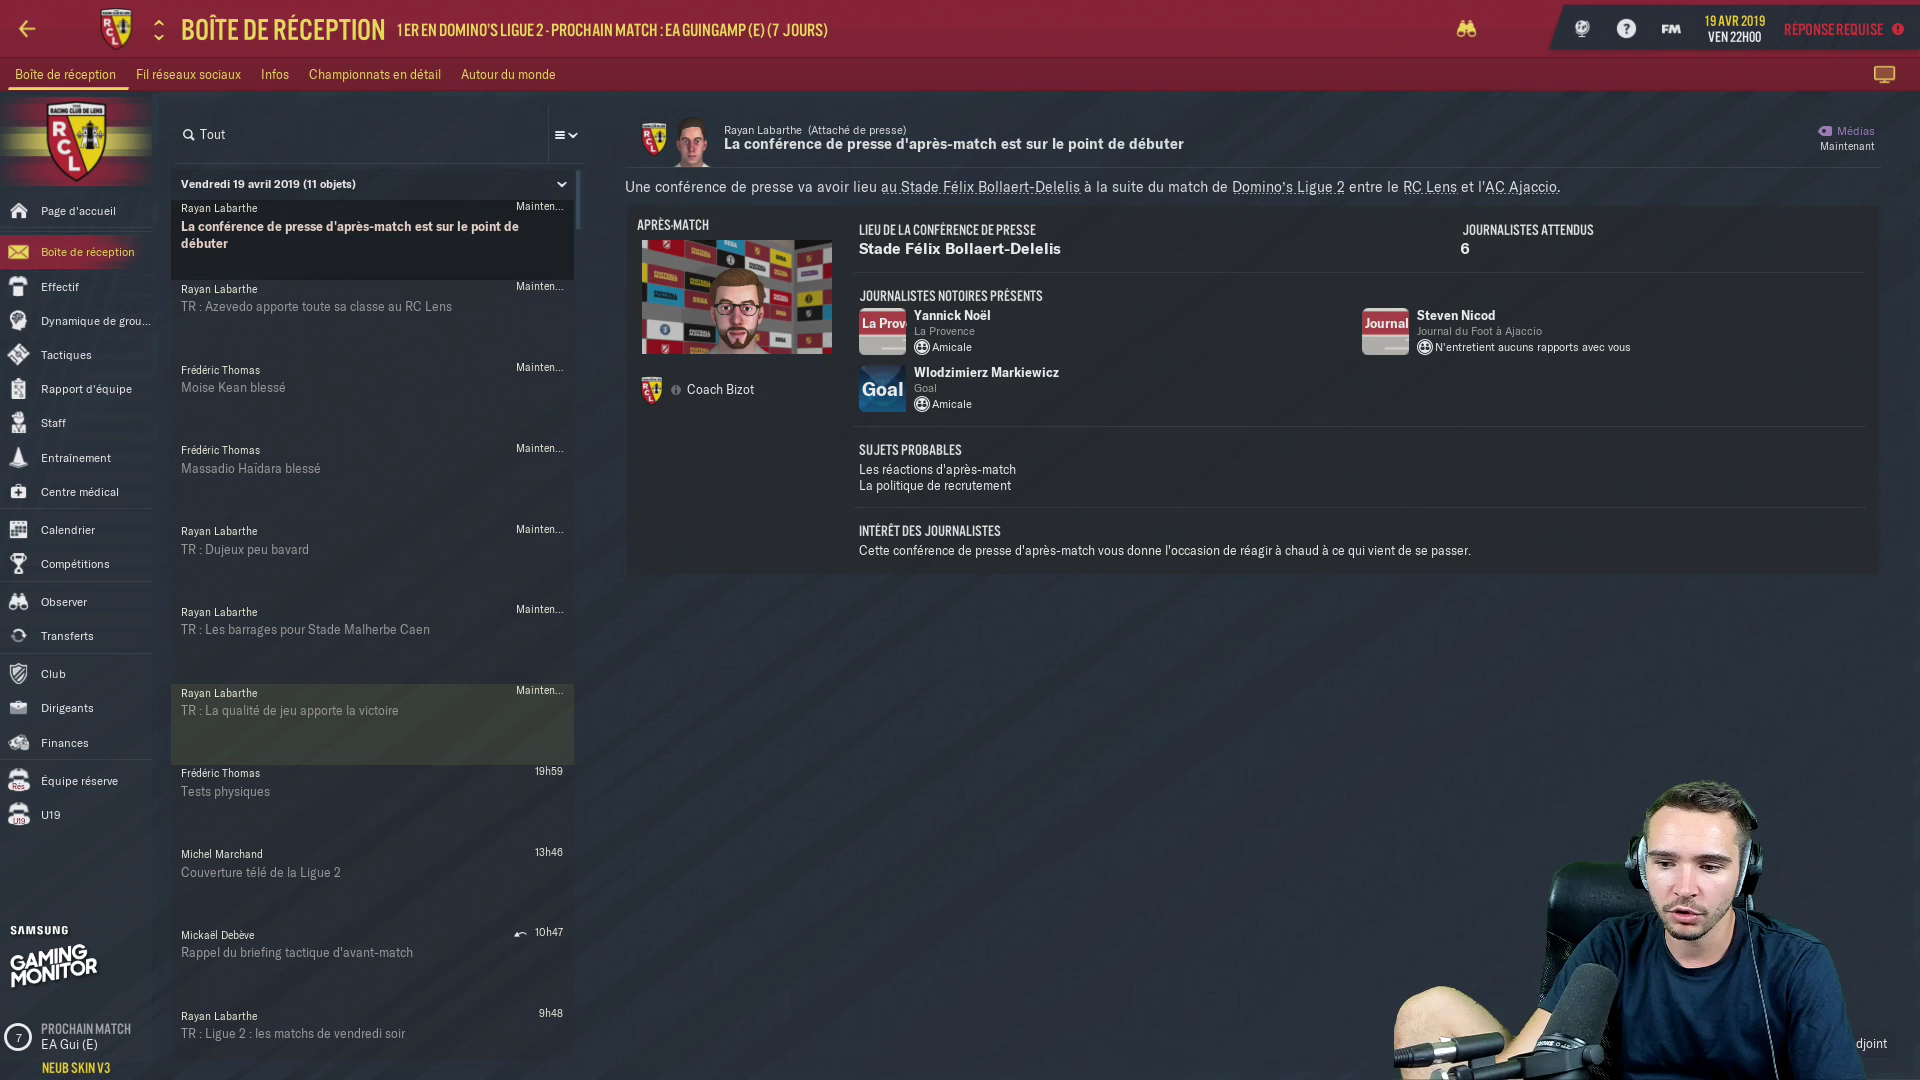 BOÎTE DE RÉCEPTION
1ER EN DOMINO'S LIGUE 2 - PROCHAIN MATCH : EA GUINGAMP (E) (7 JOURS)
FM
19 AVR 2019
VEN 22H00
RÉPONSE REQUISE
Boîte de réception
Fil réseaux sociaux
Infos
Championnats en détail
Autour du monde
RACING CLUB DE LENS
RCL
Page d'accueil
Boîte de réception
Effectif
Dynamique de grou...
Tactiques
Rapport d'équipe
Staff
Entraînement
Centre médical
Calendrier
Compétitions
Observer
Transferts
Club
Dirigeants
Finances
Rés
Équipe réserve
U19
U19
SAMSUNG
GAMING
MONITOR
7
PROCHAIN MATCH
EA Gui (E)
NEUB SKIN V3
Tout
Vendredi 19 avril 2019 (11 objets)
Rayan Labarthe
Mainten...
La conférence de presse d'après-match est sur le point de
débuter
Rayan Labarthe
Mainten...
TR : Azevedo apporte toute sa classe au RC Lens
Frédéric Thomas
Mainten...
Moise Kean blessé
Frédéric Thomas
Mainten...
Massadio Haïdara blessé
Rayan Labarthe
Mainten...
TR : Dujeux peu bavard
Rayan Labarthe
Mainten...
TR : Les barrages pour Stade Malherbe Caen
Rayan Labarthe
Mainten...
TR : La qualité de jeu apporte la victoire
Frédéric Thomas
19h59
Tests physiques
Michel Marchand
13h46
Couverture télé de la Ligue 2
Mickaël Debève
10h47
Rappel du briefing tactique d'avant-match
Rayan Labarthe
9h48
TR : Ligue 2 : les matchs de vendredi soir
Rayan Labarthe (Attaché de presse)
La conférence de presse d'après-match est sur le point de débuter
Médias
Maintenant
Une conférence de presse va avoir lieu au Stade Félix Bollaert-Delelis à la suite du match de Domino's Ligue 2 entre le RC Lens et l'AC Ajaccio.
APRÈS-MATCH
Coach Bizot
LIEU DE LA CONFÉRENCE DE PRESSE
Stade Félix Bollaert-Delelis
JOURNALISTES ATTENDUS
6
JOURNALISTES NOTOIRES PRÉSENTS
La Prov
Yannick Noël
La Provence
Amicale
Journal
Steven Nicod
Journal du Foot à Ajaccio
N'entretient aucuns rapports avec vous
Goal
Wlodzimierz Markiewicz
Goal
Amicale
SUJETS PROBABLES
Les réactions d'après-match
La politique de recrutement
INTÉRÊT DES JOURNALISTES
Cette conférence de presse d'après-match vous donne l'occasion de réagir à chaud à ce qui vient de se passer.
djoint